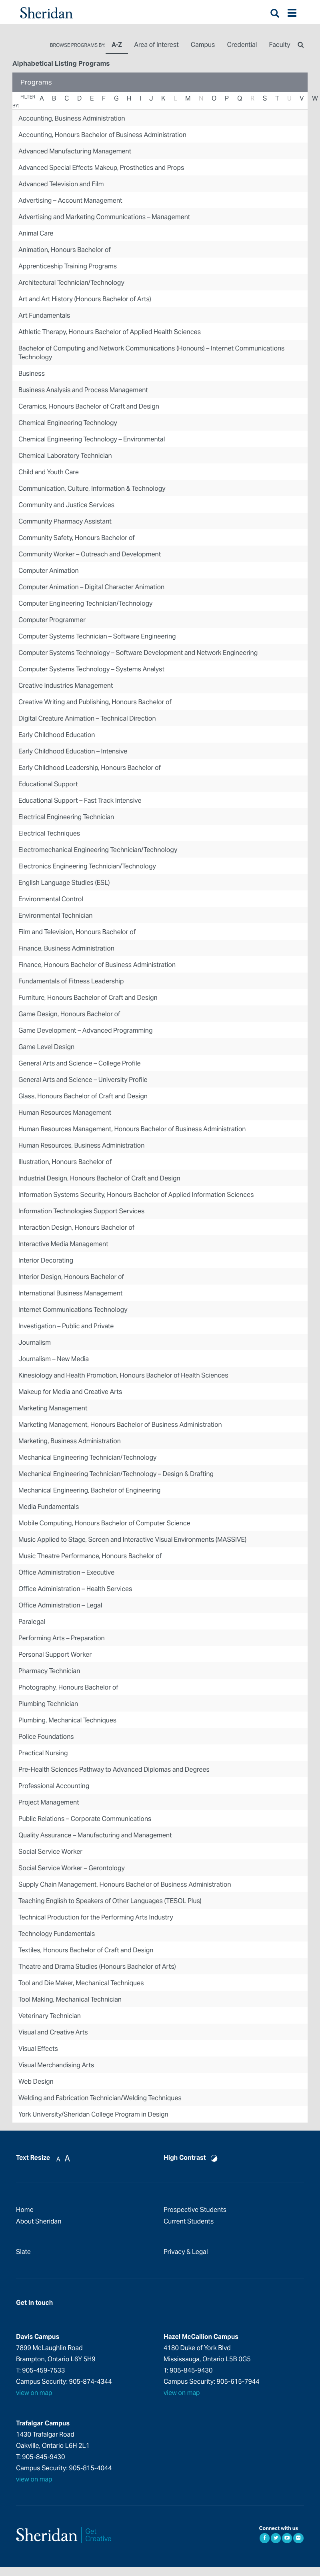 Sheridan
BROWSE PROGRAMS BY: A-Z Area of Interest Campus Credential Faculty
Alphabetical Listing Programs
Programs
FILTER BY A B C D E F G H I J K L M N O P Q R S T U V W
Accounting, Business Administration
Accounting, Honours Bachelor of Business Administration
Advanced Manufacturing Management
Advanced Special Effects Makeup, Prosthetics and Props
Advanced Television and Film
Advertising – Account Management
Advertising and Marketing Communications – Management
Animal Care
Animation, Honours Bachelor of
Apprenticeship Training Programs
Architectural Technician/Technology
Art and Art History (Honours Bachelor of Arts)
Art Fundamentals
Athletic Therapy, Honours Bachelor of Applied Health Sciences
Bachelor of Computing and Network Communications (Honours) – Internet Communications
Technology
Business
Business Analysis and Process Management
Ceramics, Honours Bachelor of Craft and Design
Chemical Engineering Technology
Chemical Engineering Technology – Environmental
Chemical Laboratory Technician
Child and Youth Care
Communication, Culture, Information & Technology
Community and Justice Services
Community Pharmacy Assistant
Community Safety, Honours Bachelor of
Community Worker – Outreach and Development
Computer Animation
Computer Animation – Digital Character Animation
Computer Engineering Technician/Technology
Computer Programmer
Computer Systems Technician – Software Engineering
Computer Systems Technology – Software Development and Network Engineering
Computer Systems Technology – Systems Analyst
Creative Industries Management
Creative Writing and Publishing, Honours Bachelor of
Digital Creature Animation – Technical Direction
Early Childhood Education
Early Childhood Education – Intensive
Early Childhood Leadership, Honours Bachelor of
Educational Support
Educational Support – Fast Track Intensive
Electrical Engineering Technician
Electrical Techniques
Electromechanical Engineering Technician/Technology
Electronics Engineering Technician/Technology
English Language Studies (ESL)
Environmental Control
Environmental Technician
Film and Television, Honours Bachelor of
Finance, Business Administration
Finance, Honours Bachelor of Business Administration
Fundamentals of Fitness Leadership
Furniture, Honours Bachelor of Craft and Design
Game Design, Honours Bachelor of
Game Development – Advanced Programming
Game Level Design
General Arts and Science – College Profile
General Arts and Science – University Profile
Glass, Honours Bachelor of Craft and Design
Human Resources Management
Human Resources Management, Honours Bachelor of Business Administration
Human Resources, Business Administration
Illustration, Honours Bachelor of
Industrial Design, Honours Bachelor of Craft and Design
Information Systems Security, Honours Bachelor of Applied Information Sciences
Information Technologies Support Services
Interaction Design, Honours Bachelor of
Interactive Media Management
Interior Decorating
Interior Design, Honours Bachelor of
International Business Management
Internet Communications Technology
Investigation – Public and Private
Journalism
Journalism – New Media
Kinesiology and Health Promotion, Honours Bachelor of Health Sciences
Makeup for Media and Creative Arts
Marketing Management
Marketing Management, Honours Bachelor of Business Administration
Marketing, Business Administration
Mechanical Engineering Technician/Technology
Mechanical Engineering Technician/Technology – Design & Drafting
Mechanical Engineering, Bachelor of Engineering
Media Fundamentals
Mobile Computing, Honours Bachelor of Computer Science
Music Applied to Stage, Screen and Interactive Visual Environments (MASSIVE)
Music Theatre Performance, Honours Bachelor of
Office Administration – Executive
Office Administration – Health Services
Office Administration – Legal
Paralegal
Performing Arts – Preparation
Personal Support Worker
Pharmacy Technician
Photography, Honours Bachelor of
Plumbing Technician
Plumbing, Mechanical Techniques
Police Foundations
Practical Nursing
Pre-Health Sciences Pathway to Advanced Diplomas and Degrees
Professional Accounting
Project Management
Public Relations – Corporate Communications
Quality Assurance – Manufacturing and Management
Social Service Worker
Social Service Worker – Gerontology
Supply Chain Management, Honours Bachelor of Business Administration
Teaching English to Speakers of Other Languages (TESOL Plus)
Technical Production for the Performing Arts Industry
Technology Fundamentals
Textiles, Honours Bachelor of Craft and Design
Theatre and Drama Studies (Honours Bachelor of Arts)
Tool and Die Maker, Mechanical Techniques
Tool Making, Mechanical Technician
Veterinary Technician
Visual and Creative Arts
Visual Effects
Visual Merchandising Arts
Web Design
Welding and Fabrication Technician/Welding Techniques
York University/Sheridan College Program in Design
Text Resize A A High Contrast
Home
About Sheridan
Prospective Students
Current Students
Slate
Privacy & Legal
Get In touch
Davis Campus
7899 McLaughlin Road
Brampton, Ontario L6Y 5H9
T: 905-459-7533
Campus Security: 905-874-4344
view on map
Hazel McCallion Campus
4180 Duke of York Blvd
Mississauga, Ontario L5B 0G5
T: 905-845-9430
Campus Security: 905-615-7944
view on map
Trafalgar Campus
1430 Trafalgar Road
Oakville, Ontario L6H 2L1
T: 905-845-9430
Campus Security: 905-815-4044
view on map
Sheridan Get Creative
Connect with us